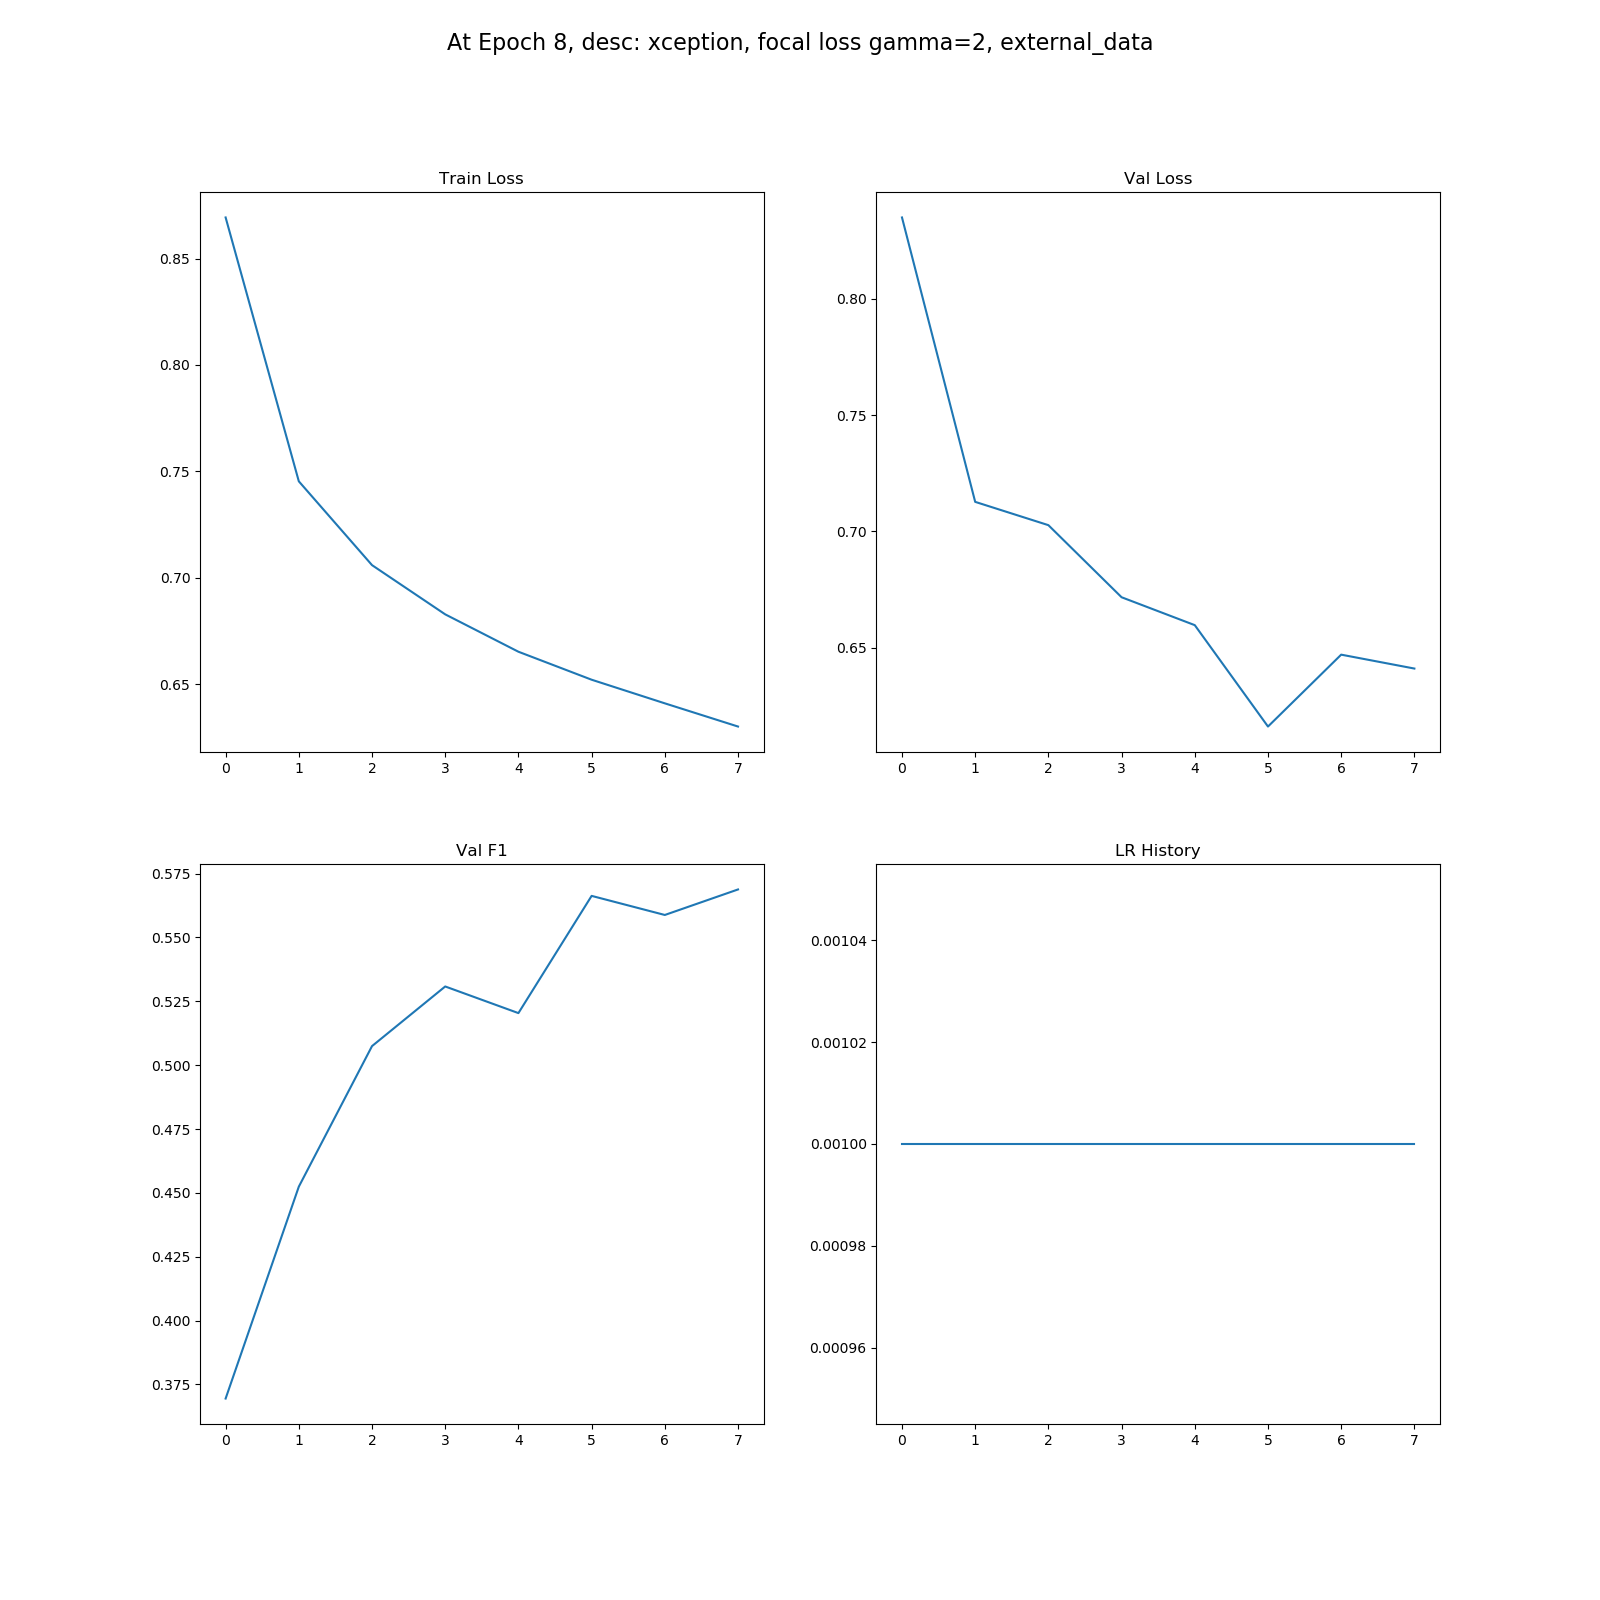 At Epoch 8, desc: xception, focal loss gamma=2, external_data
Train Loss
0.85
0.80
0.75
0.70
0.65
0 1 2 3 4 5 6 7
Val Loss
0.80
0.75
0.70
0.65
0 1 2 3 4 5 6 7
Val F1
0.575
0.550
0.525
0.500
0.475
0.450
0.425
0.400
0.375
0 1 2 3 4 5 6 7
LR History
0.00104
0.00102
0.00100
0.00098
0.00096
0 1 2 3 4 5 6 7